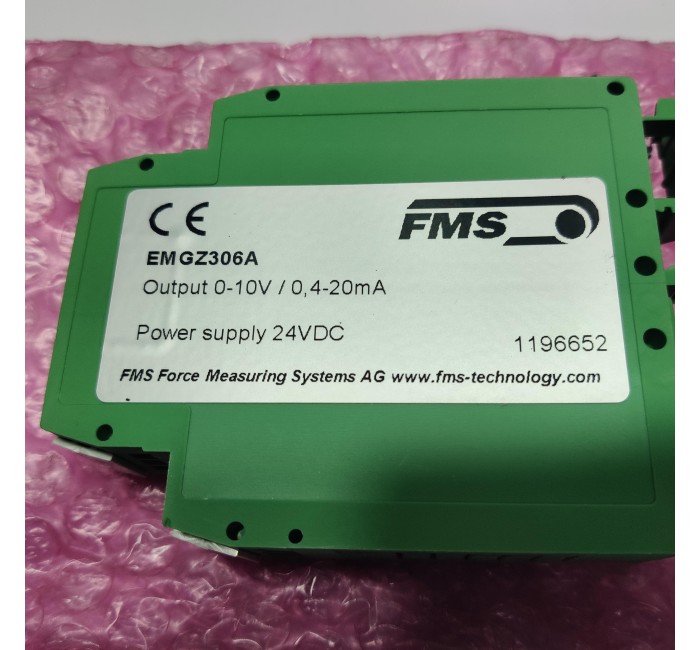 CE
FMS
EMGZ306A
Output 0-10V / 0,4-20mA
Power supply 24VDC
1196652
FMS Force Measuring Systems AG www.fms-technology.com